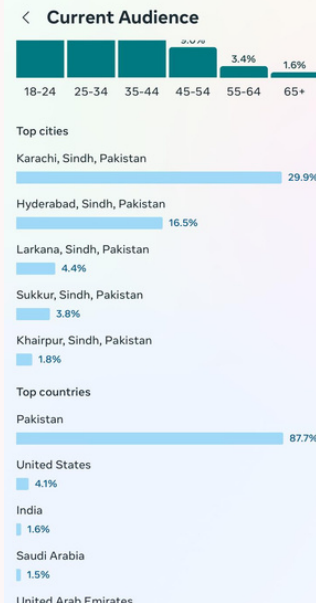 Current Audience
3.4%
1.6%
18-24 25-34 35-44 45-54 55-64 65+
Top cities
Karachi, Sindh, Pakistan
29.9%
Hyderabad, Sindh, Pakistan
16.5%
Larkana, Sindh, Pakistan
4.4%
Sukkur, Sindh, Pakistan
3.8%
Khairpur, Sindh, Pakistan
1.8%
Top countries
Pakistan
87.7%
United States
4.1%
India
1.6%
Saudi Arabia
1.5%
United Arab Emirates